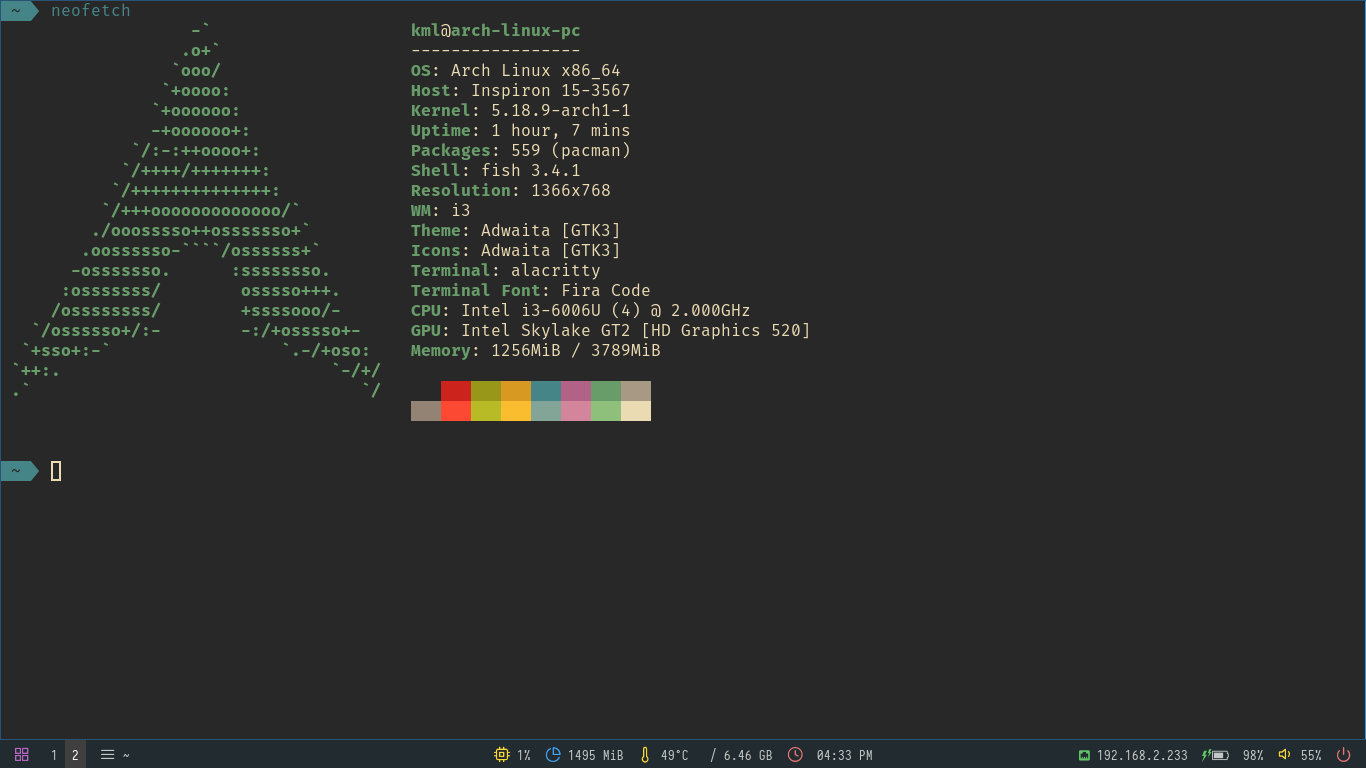 ~ neofetch
-`
.o+`
`ooo/
`+oooo:
`+oooooo:
-+oooooo+:
`/:-:++oooo+:
`/++++/+++++++:
`/++++++++++++++:
`/+++ooooooooooooo/`
./ooosssso++osssssso+`
.oossssso-````/ossssss+`
-osssssso. :ssssssso.
:osssssss/ osssso+++.
/ossssssss/ +ssssooo/-
`/ossssso+/:- -:/+osssso+-
`+sso+:-` `.-/+oso:
`++:. `-/+/
.` `/
kml@arch-linux-pc
-----------------
OS: Arch Linux x86_64
Host: Inspiron 15-3567
Kernel: 5.18.9-arch1-1
Uptime: 1 hour, 7 mins
Packages: 559 (pacman)
Shell: fish 3.4.1
Resolution: 1366x768
WM: i3
Theme: Adwaita [GTK3]
Icons: Adwaita [GTK3]
Terminal: alacritty
Terminal Font: Fira Code
CPU: Intel i3-6006U (4) @ 2.000GHz
GPU: Intel Skylake GT2 [HD Graphics 520]
Memory: 1256MiB / 3789MiB
~
1 2 ~ 1% 1495 MiB 49°C / 6.46 GB 04:33 PM 192.168.2.233 98% 55%